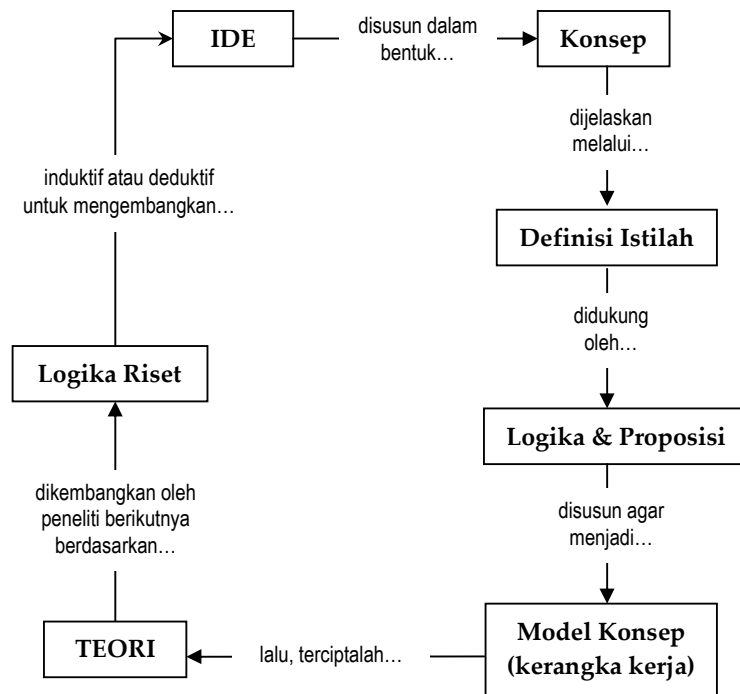 IDE
disusun dalam
bentuk…
Konsep
dijelaskan
melalui…
Definisi Istilah
didukung
oleh…
Logika & Proposisi
disusun agar
menjadi…
Model Konsep
(kerangka kerja)
lalu, terciptalah…
TEORI
dikembangkan oleh
peneliti berikutnya
berdasarkan…
Logika Riset
induktif atau deduktif
untuk mengembangkan…